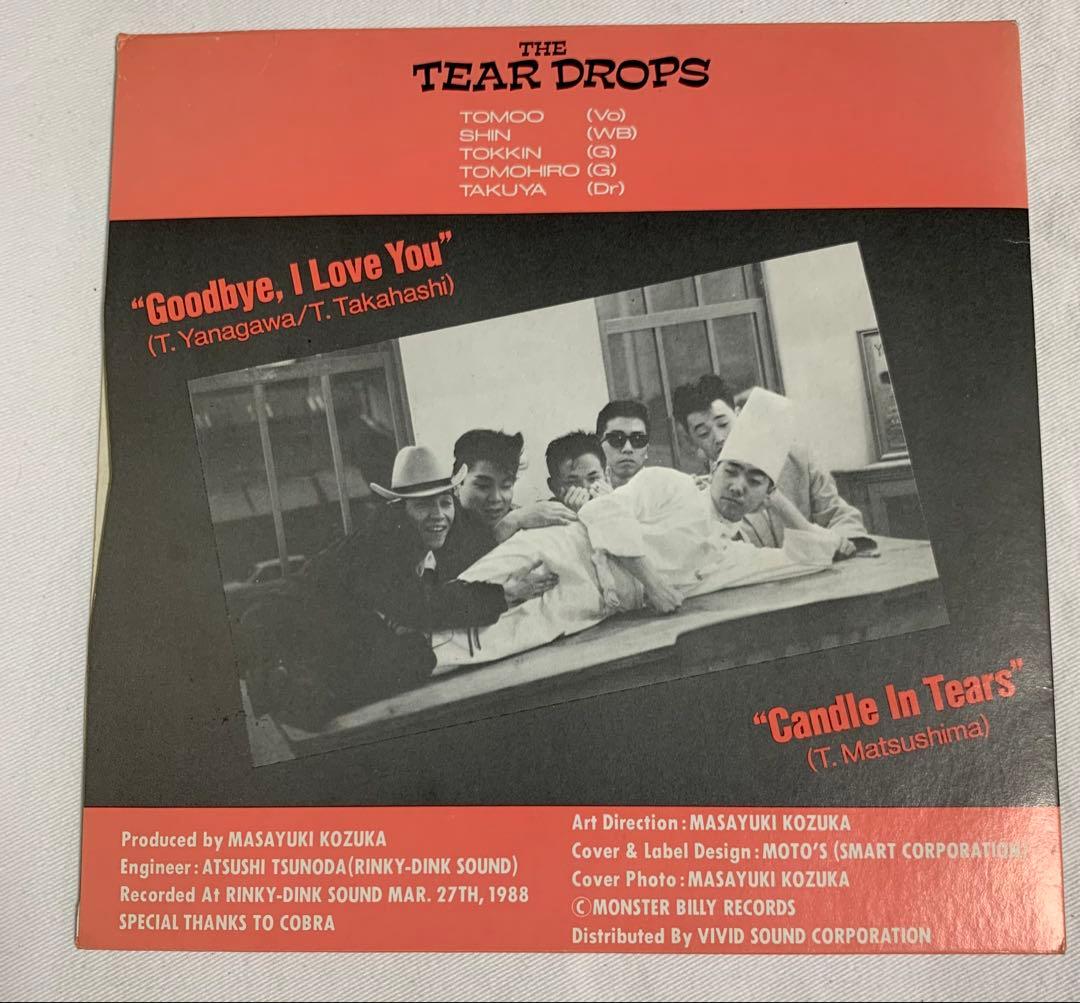 THE
TEAR DROPS
TOMOO (Vo)
SHIN (WB)
TOKKIN (G)
TOMOHIRO (G)
TAKUYA (Dr)
“Goodbye, I Love You”
(T. Yanagawa/T. Takahashi)
“Candle In Tears”
(T. Matsushima)
Produced by MASAYUKI KOZUKA
Engineer: ATSUSHI TSUNODA (RINKY-DINK SOUND)
Recorded At RINKY-DINK SOUND MAR. 27TH, 1988
SPECIAL THANKS TO COBRA
Art Direction: MASAYUKI KOZUKA
Cover & Label Design: MOTO'S (SMART CORPORATION)
Cover Photo: MASAYUKI KOZUKA
©MONSTER BILLY RECORDS
Distributed By VIVID SOUND CORPORATION